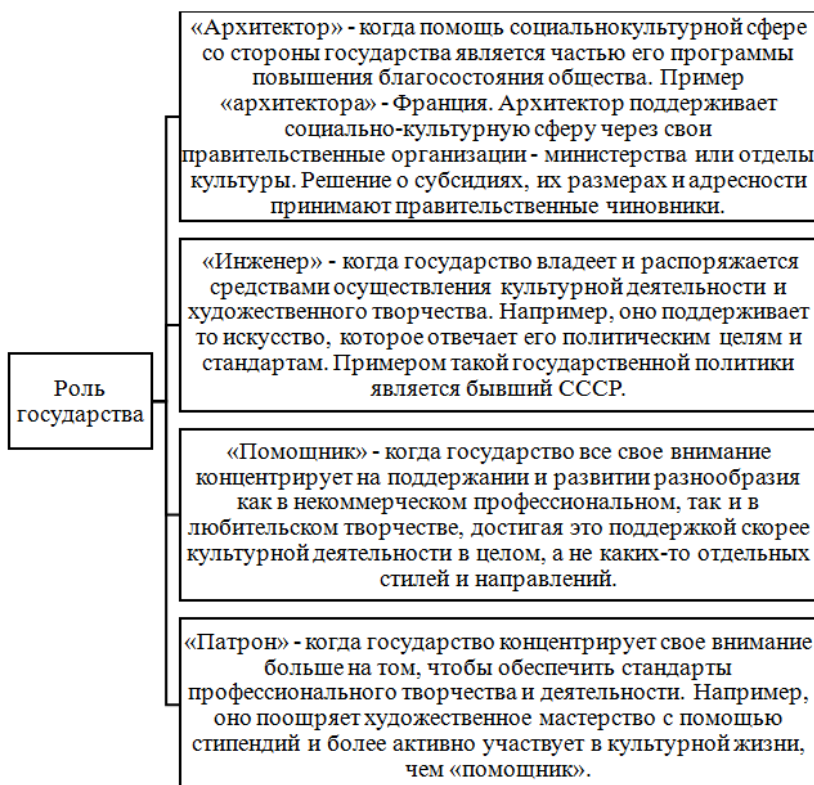 «Архитектор» - когда помощь социальнокультурной сфере
со стороны государства является частью его программы
повышения благосостояния общества. Пример
«архитектора» - Франция. Архитектор поддерживает
социально-культурную сферу через свои
правительственные организации - министерства или отделы
культуры. Решение о субсидиях, их размерах и адресности
принимают правительственные чиновники.
«Инженер» - когда государство владеет и распоряжается
средствами осуществления культурной деятельности и
художественного творчества. Например, оно поддерживает
то искусство, которое отвечает его политическим целям и
стандартам. Примером такой государственной политики
является бывший СССР.
Роль
государства
«Помощник» - когда государство все свое внимание
концентрирует на поддержании и развитии разнообразия
как в некоммерческом профессиональном, так и в
любительском творчестве, достигая это поддержкой скорее
культурной деятельности в целом, а не каких-то отдельных
стилей и направлений.
«Патрон» - когда государство концентрирует свое внимание
больше на том, чтобы обеспечить стандарты
профессионального творчества и деятельности. Например,
оно поощряет художественное мастерство с помощью
стипендий и более активно участвует в культурной жизни,
чем «помощник».